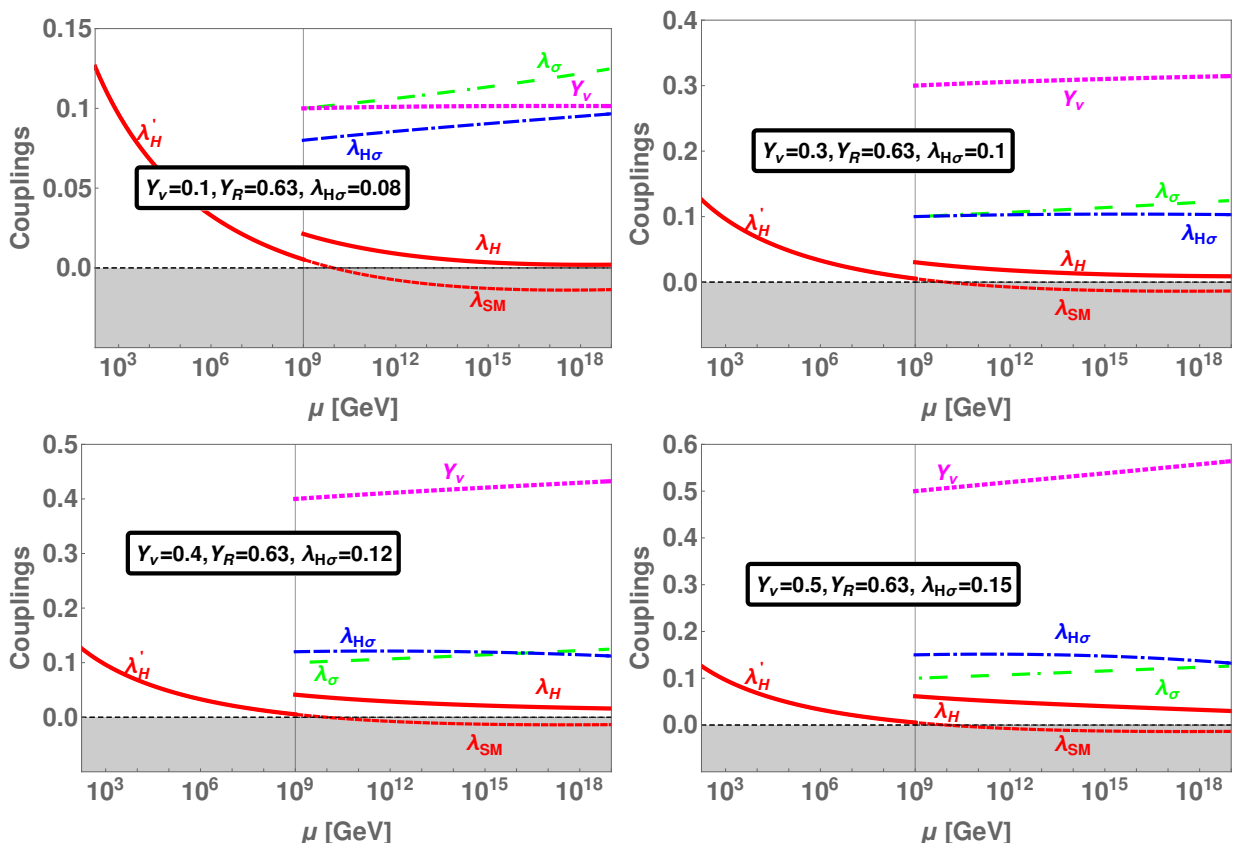 0.15
0.10
0.05
0.0
Couplings
λ'H
λσ
Yν
λHσ
Yν=0.1, YR=0.63, λHσ=0.08
λH
λSM
10³ 10⁶ 10⁹ 10¹² 10¹⁵ 10¹⁸
μ [GeV]
0.4
0.3
0.2
0.1
0.0
Couplings
Yν
Yν=0.3, YR=0.63, λHσ=0.1
λ'H
λσ
λHσ
λH
λSM
10³ 10⁶ 10⁹ 10¹² 10¹⁵ 10¹⁸
μ [GeV]
0.5
0.4
0.3
0.2
0.1
0.0
Couplings
Yν
Yν=0.4, YR=0.63, λHσ=0.12
λ'H
λHσ
λσ
λH
λSM
10³ 10⁶ 10⁹ 10¹² 10¹⁵ 10¹⁸
μ [GeV]
0.6
0.5
0.4
0.3
0.2
0.1
0.0
Couplings
Yν
Yν=0.5, YR=0.63, λHσ=0.15
λ'H
λHσ
λσ
λH
λSM
10³ 10⁶ 10⁹ 10¹² 10¹⁵ 10¹⁸
μ [GeV]